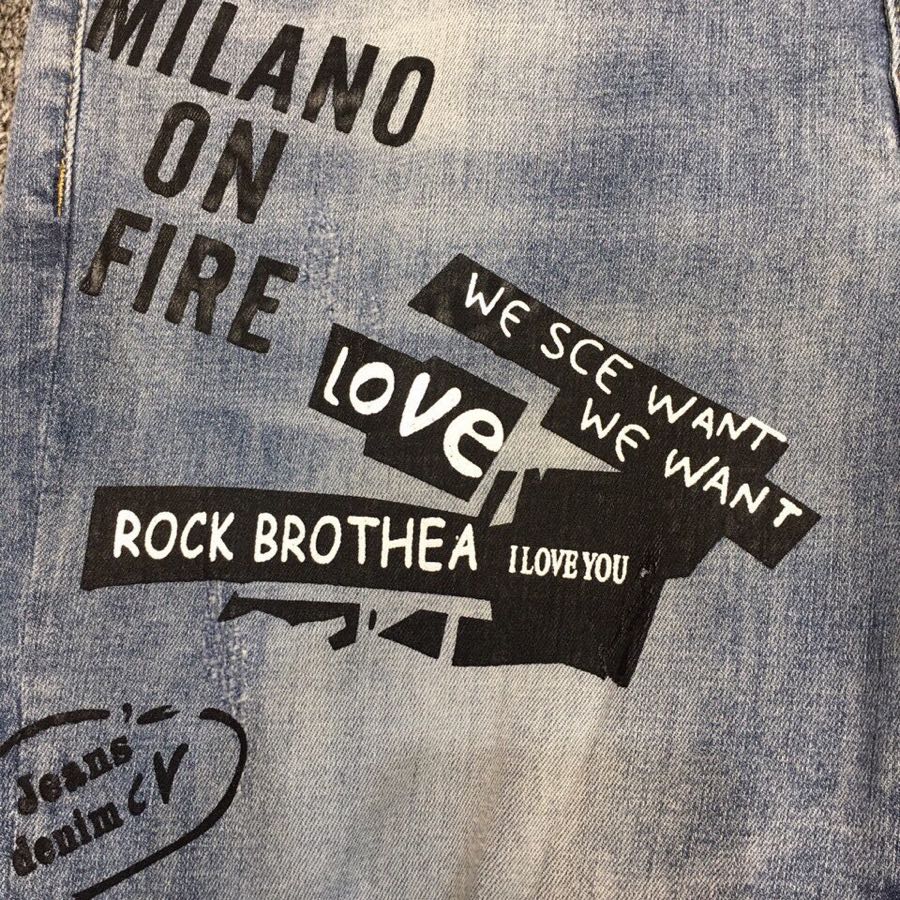 MILANO
ON
FIRE
WE SCE WANT
WE WANT
LOVE
ROCK BROTHEA
I LOVE YOU
Jeans
denim